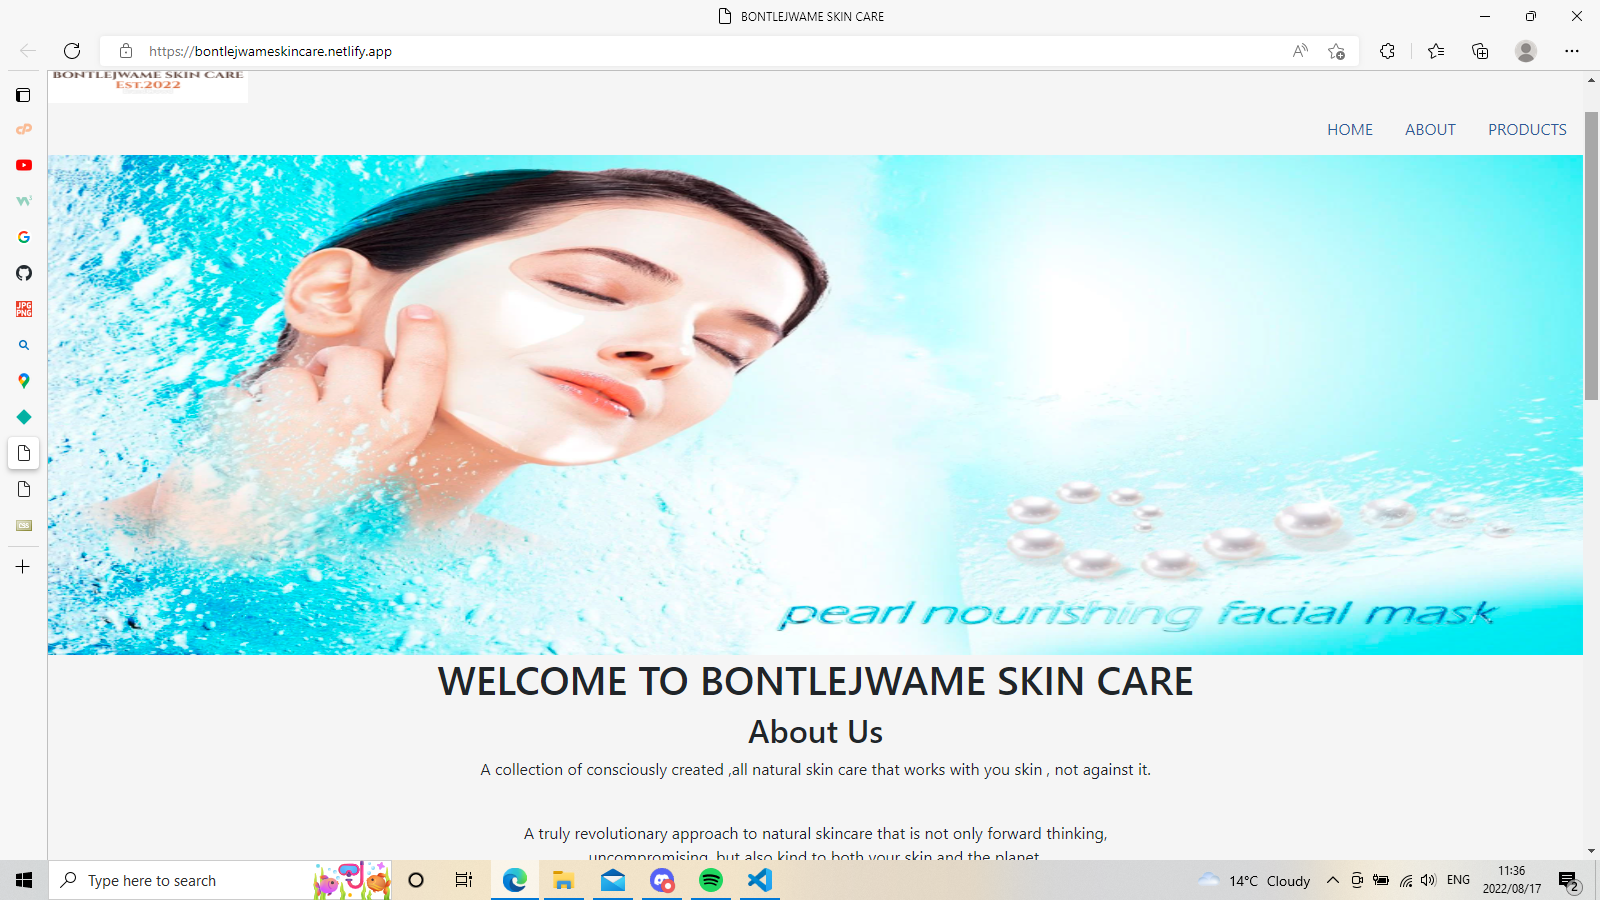 BONTLEJWAME SKIN CARE
https://bontlejwameskincare.netlify.app
BONTLEJWAME SKIN CARE
EST.2022
HOME ABOUT PRODUCTS
pearl nourishing facial mask
WELCOME TO BONTLEJWAME SKIN CARE
About Us
A collection of consciously created ,all natural skin care that works with you skin , not against it.
A truly revolutionary approach to natural skincare that is not only forward thinking,
uncompromising, but also kind to both your skin and the planet
Type here to search
14°C Cloudy
ENG
11:36
2022/08/17
2